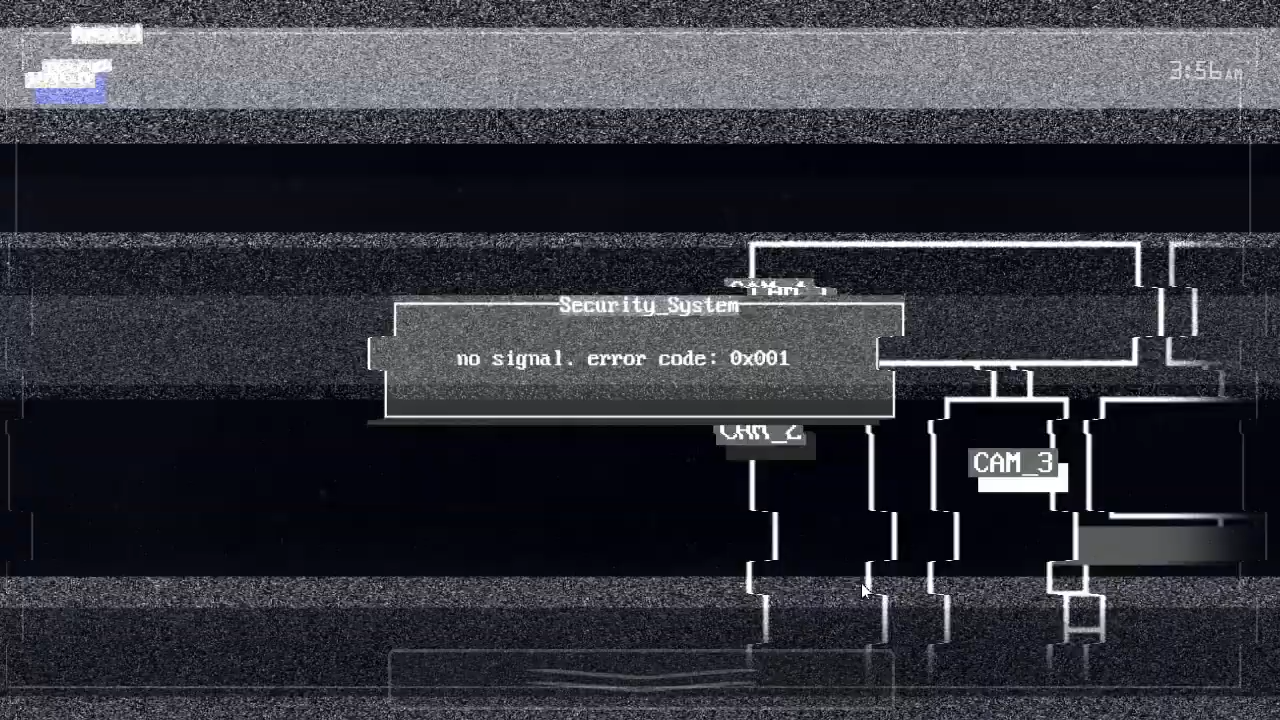 3:56AM
Security_System
no signal. error code: 0x001
CAM_2
CAM_3